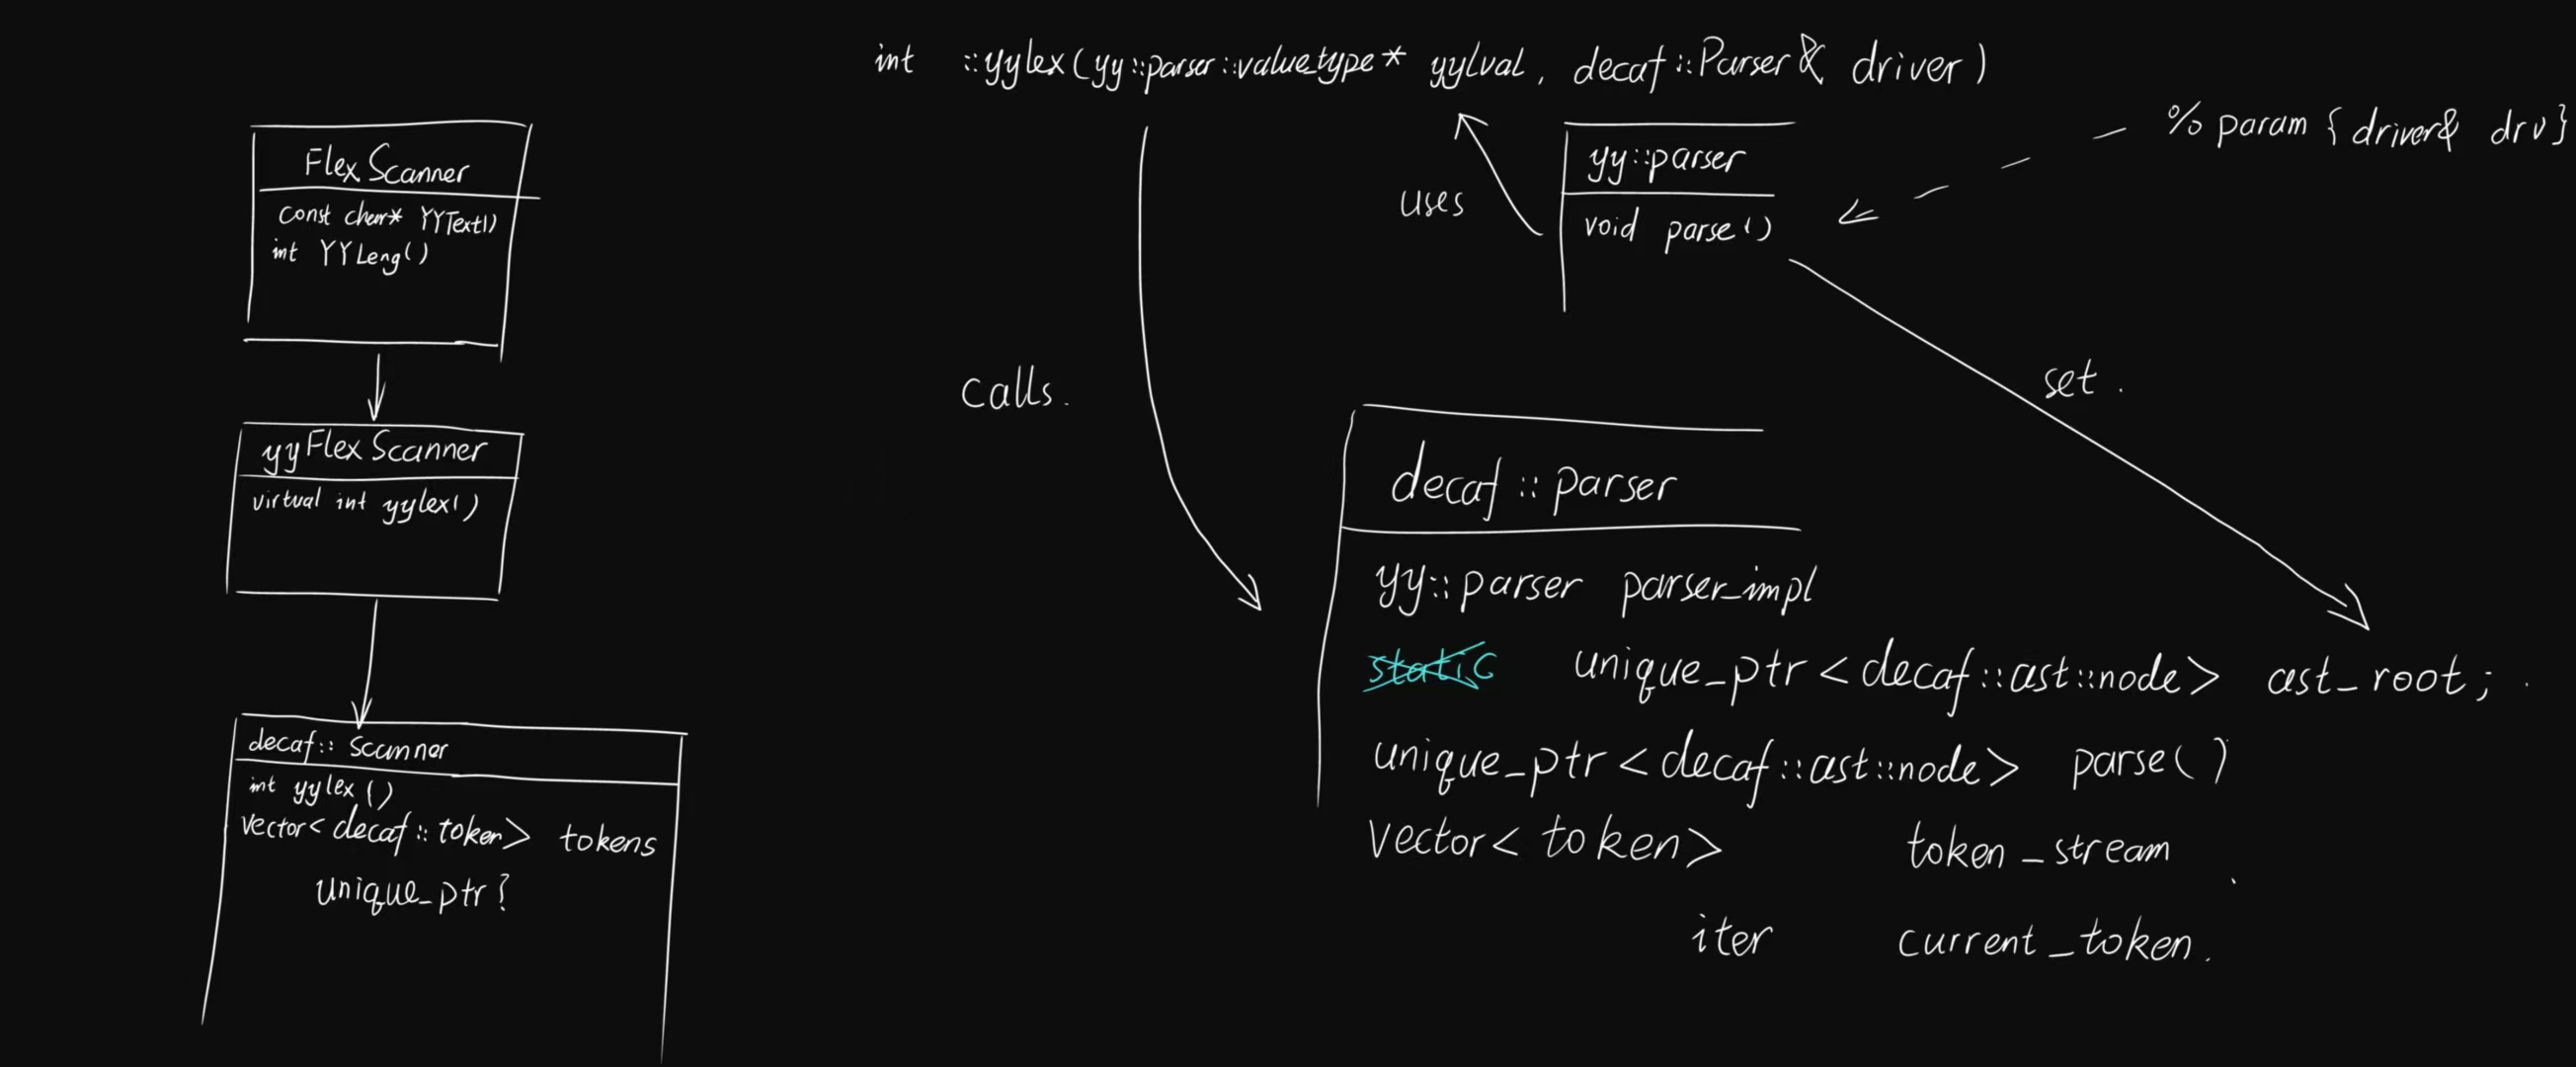 int ::yylex(yy::parser::value_type* yylval, decaf::Parser& driver)
%param {driver& drv}
Flex Scanner
const char* YYText()
int YYLeng()
yy::parser
void parse()
uses
calls.
set.
yyFlex Scanner
virtual int yylex()
decaf::parser
yy::parser parser_impl
static unique_ptr<decaf::ast::node> ast_root;
unique_ptr<decaf::ast::node> parse()
vector<token> token_stream
iter current_token.
decaf::scanner
int yylex()
vector<decaf::token> tokens
unique_ptr?